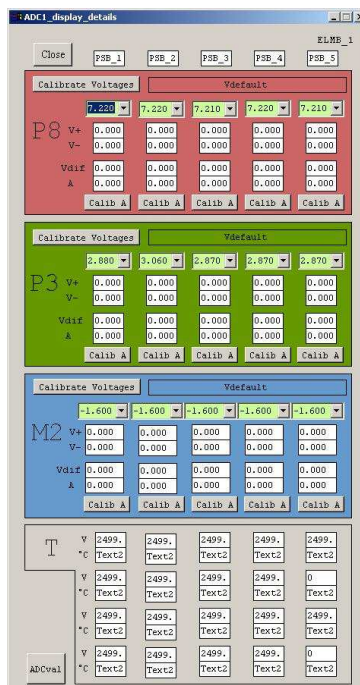 ADC1_display_details
ELMB_1
Close PSB_1 PSB_2 PSB_3 PSB_4 PSB_5
Calibrate Voltages Vdefault
7.220 7.220 7.210 7.220 7.210
P8
V+ 0.000 0.000 0.000 0.000 0.000
V- 0.000 0.000 0.000 0.000 0.000
Vdif 0.000 0.000 0.000 0.000 0.000
A 0.000 0.000 0.000 0.000 0.000
Calib A Calib A Calib A Calib A Calib A
Calibrate Voltages Vdefault
2.880 3.060 2.870 2.870 2.870
P3
V+ 0.000 0.000 0.000 0.000 0.000
V- 0.000 0.000 0.000 0.000 0.000
Vdif 0.000 0.000 0.000 0.000 0.000
A 0.000 0.000 0.000 0.000 0.000
Calib A Calib A Calib A Calib A Calib A
Calibrate Voltages Vdefault
-1.600 -1.600 -1.600 -1.600 -1.600
M2
V+ 0.000 0.000 0.000 0.000 0.000
V- 0.000 0.000 0.000 0.000 0.000
Vdif 0.000 0.000 0.000 0.000 0.000
A 0.000 0.000 0.000 0.000 0.000
Calib A Calib A Calib A Calib A Calib A
T
V 2499. 2499. 2499. 2499. 2499.
°C Text2 Text2 Text2 Text2 Text2
V 2499. 2499. 2499. 2499. 0
°C Text2 Text2 Text2 Text2 Text2
V 2499. 2499. 2499. 2499. 2499.
°C Text2 Text2 Text2 Text2 Text2
V 2499. 2499. 2499. 2499. 0
°C Text2 Text2 Text2 Text2 Text2
ADCval